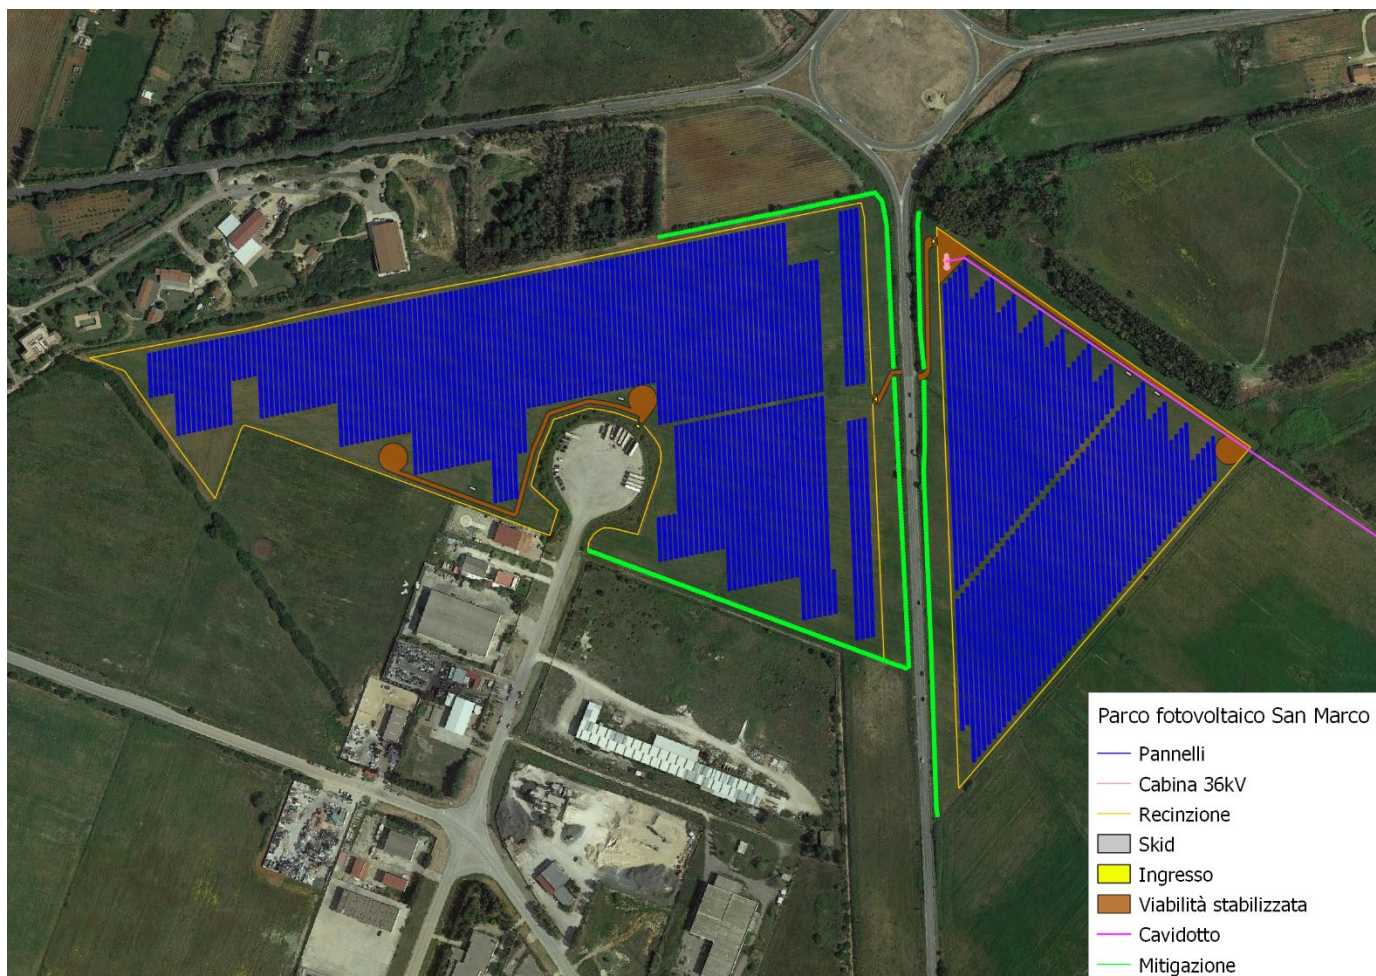 Parco fotovoltaico San Marco
Pannelli
Cabina 36kV
Recinzione
Skid
Ingresso
Viabilità stabilizzata
Cavidotto
Mitigazione